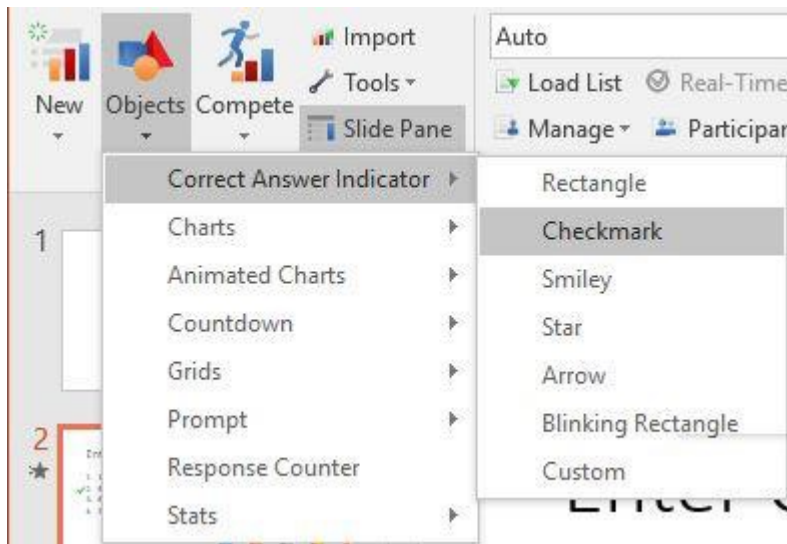 New
Objects
Compete
Import
Tools
Slide Pane
Auto
Load List
Real-Time
Manage
Participan
Correct Answer Indicator
Charts
Animated Charts
Countdown
Grids
Prompt
Response Counter
Stats
Rectangle
Checkmark
Smiley
Star
Arrow
Blinking Rectangle
Custom
1
2
Enter